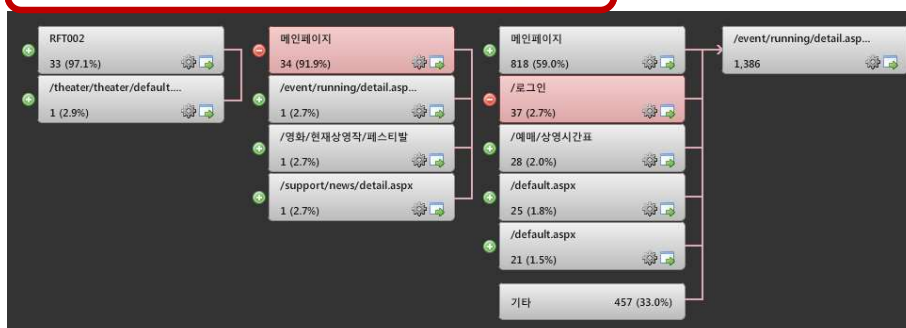 RFT002
33 (97.1%)
/theater/theater/default....
1 (2.9%)
메인페이지
34 (91.9%)
/event/running/detail.asp...
1 (2.7%)
/영화/현재상영작/페스티발
1 (2.7%)
/support/news/detail.aspx
1 (2.7%)
메인페이지
818 (59.0%)
/로그인
37 (2.7%)
/예매/상영시간표
28 (2.0%)
/default.aspx
25 (1.8%)
/default.aspx
21 (1.5%)
기타 457 (33.0%)
/event/running/detail.asp...
1,386